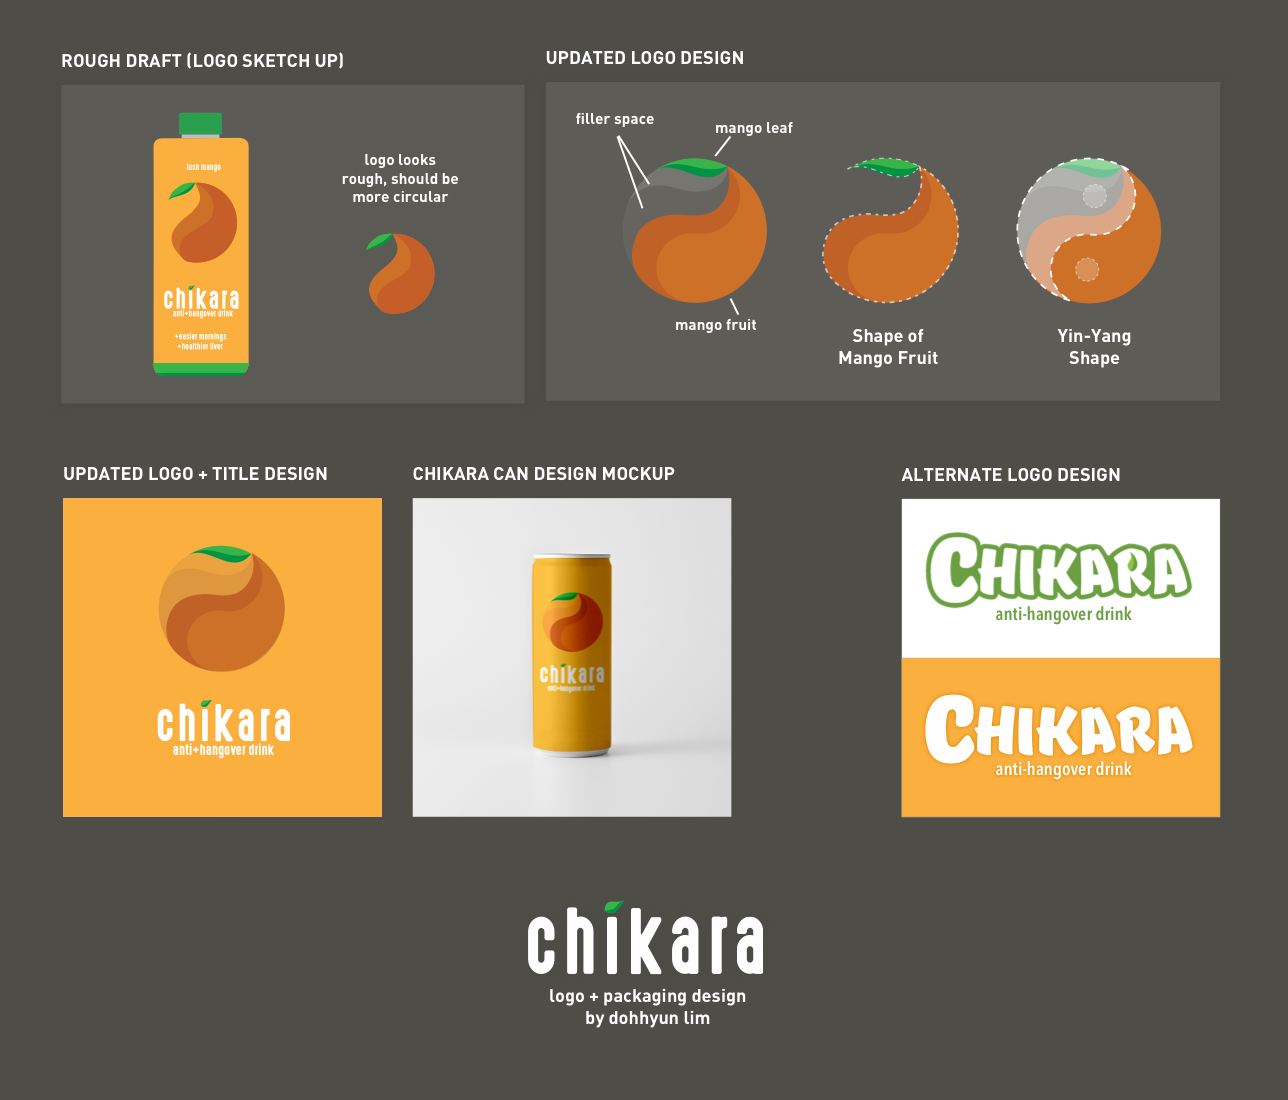 ROUGH DRAFT (LOGO SKETCH UP)
lush mango
chikara
anti+hangover drink
+easier mornings
+healthier liver
logo looks
rough, should be
more circular
UPDATED LOGO DESIGN
filler space
mango leaf
mango fruit
Shape of
Mango Fruit
Yin-Yang
Shape
UPDATED LOGO + TITLE DESIGN
chikara
anti+hangover drink
CHIKARA CAN DESIGN MOCKUP
chikara
anti+hangover drink
ALTERNATE LOGO DESIGN
CHIKARA
anti-hangover drink
CHIKARA
anti-hangover drink
chikara
logo + packaging design
by dohhyun lim